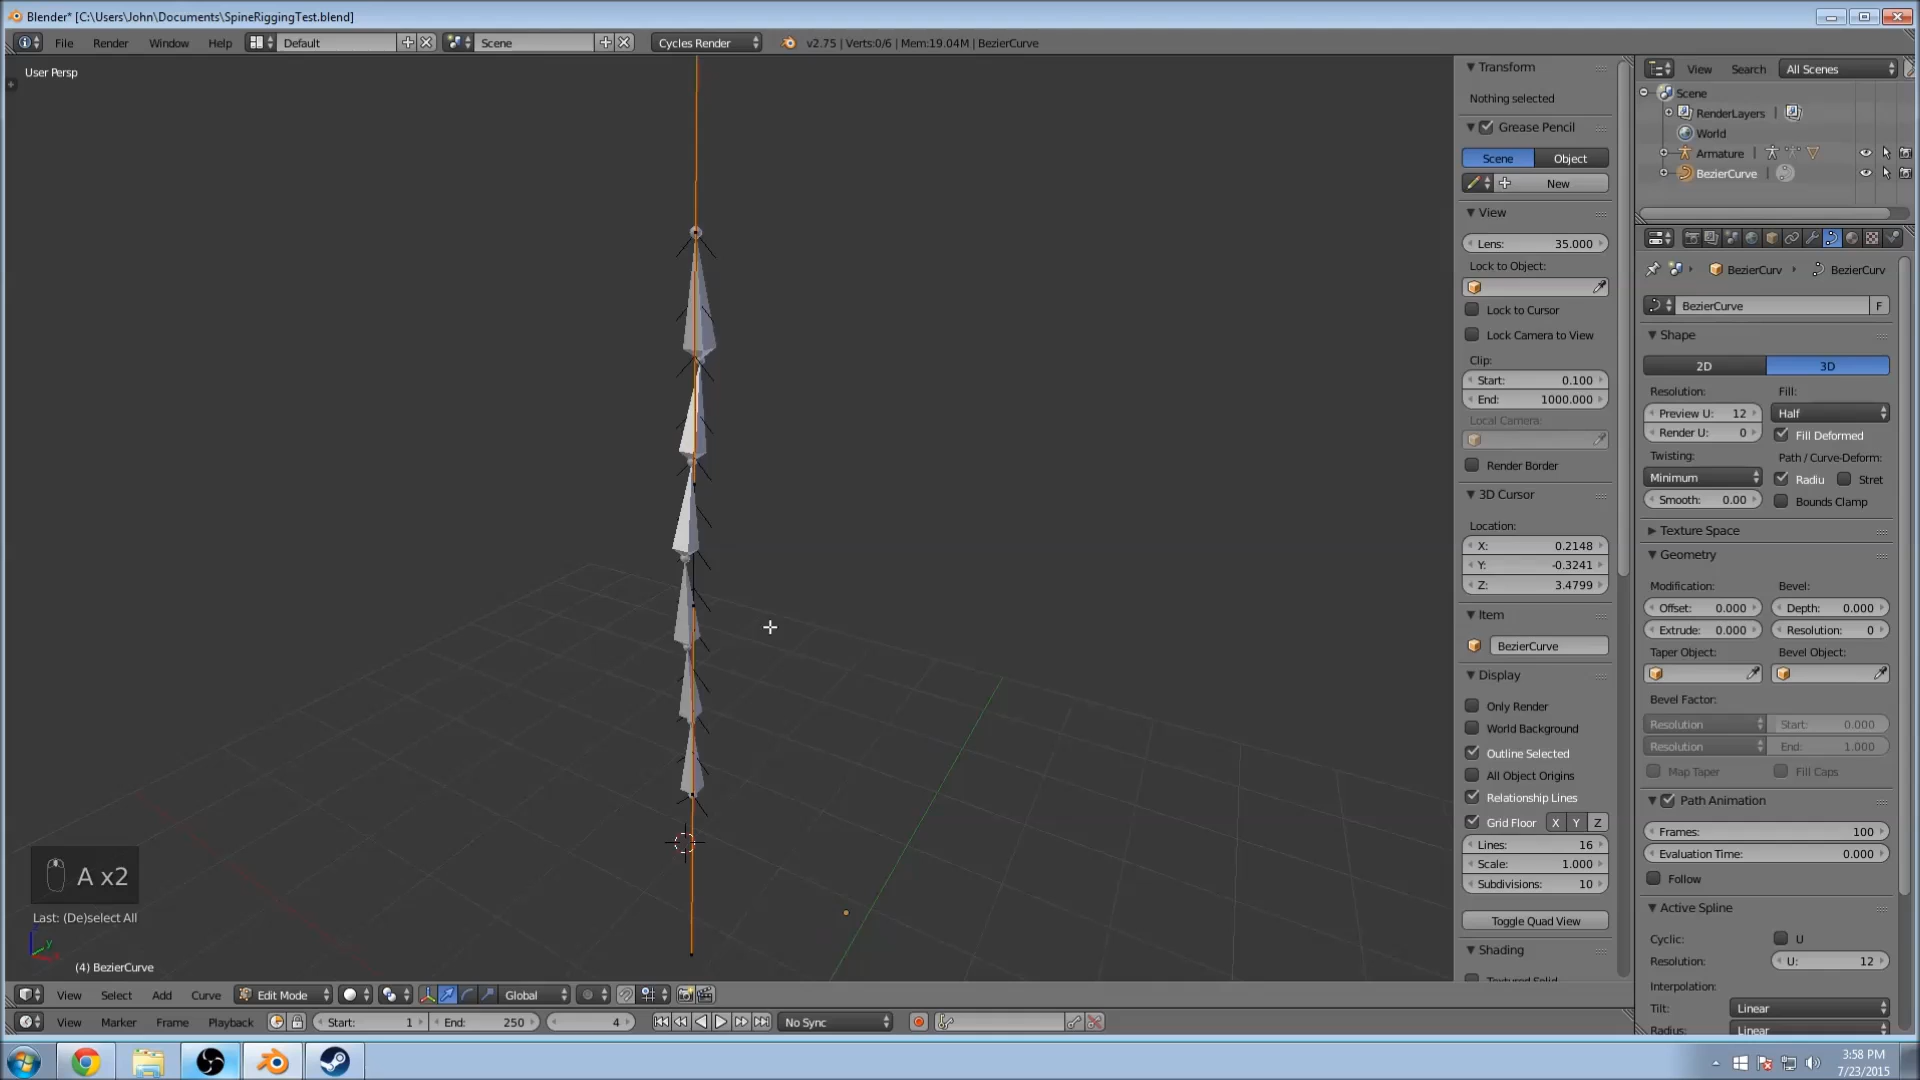 Blender* [C:\Users\John\Documents\SpineRiggingTest.blend]
File Render Window Help Default Scene Cycles Render v2.75 | Verts:0/6 | Mem:19.04M | BezierCurve
User Persp
A x2
Last: (De)select All
y
(4) BezierCurve
Transform
Nothing selected
Grease Pencil
Scene Object
New
View
Lens: 35.000
Lock to Object:
Lock to Cursor
Lock Camera to View
Clip:
Start: 0.100
End: 1000.000
Local Camera:
Render Border
3D Cursor
Location:
X: 0.2148
Y: -0.3241
Z: 3.4799
Item
BezierCurve
Display
Only Render
World Background
Outline Selected
All Object Origins
Relationship Lines
Grid Floor X Y Z
Lines: 16
Scale: 1.000
Subdivisions: 10
Toggle Quad View
Shading
Textured Solid
View Search All Scenes
Scene
RenderLayers |
World
Armature |
BezierCurve |
BezierCurv BezierCurv
BezierCurve F
Shape
2D 3D
Resolution: Fill:
Preview U: 12 Half
Render U: 0 Fill Deformed
Twisting: Path / Curve-Deform:
Minimum Radiu Stret
Smooth: 0.00 Bounds Clamp
Texture Space
Geometry
Modification: Bevel:
Offset: 0.000 Depth: 0.000
Extrude: 0.000 Resolution: 0
Taper Object: Bevel Object:
Bevel Factor:
Resolution Start: 0.000
Resolution End: 1.000
Map Taper Fill Caps
Path Animation
Frames: 100
Evaluation Time: 0.000
Follow
Active Spline
Cyclic: U
Resolution: U: 12
Interpolation:
Tilt: Linear
Radius: Linear
View Select Add Curve Edit Mode Global
View Marker Frame Playback Start: 1 End: 250 4 No Sync
3:58 PM
7/23/2015